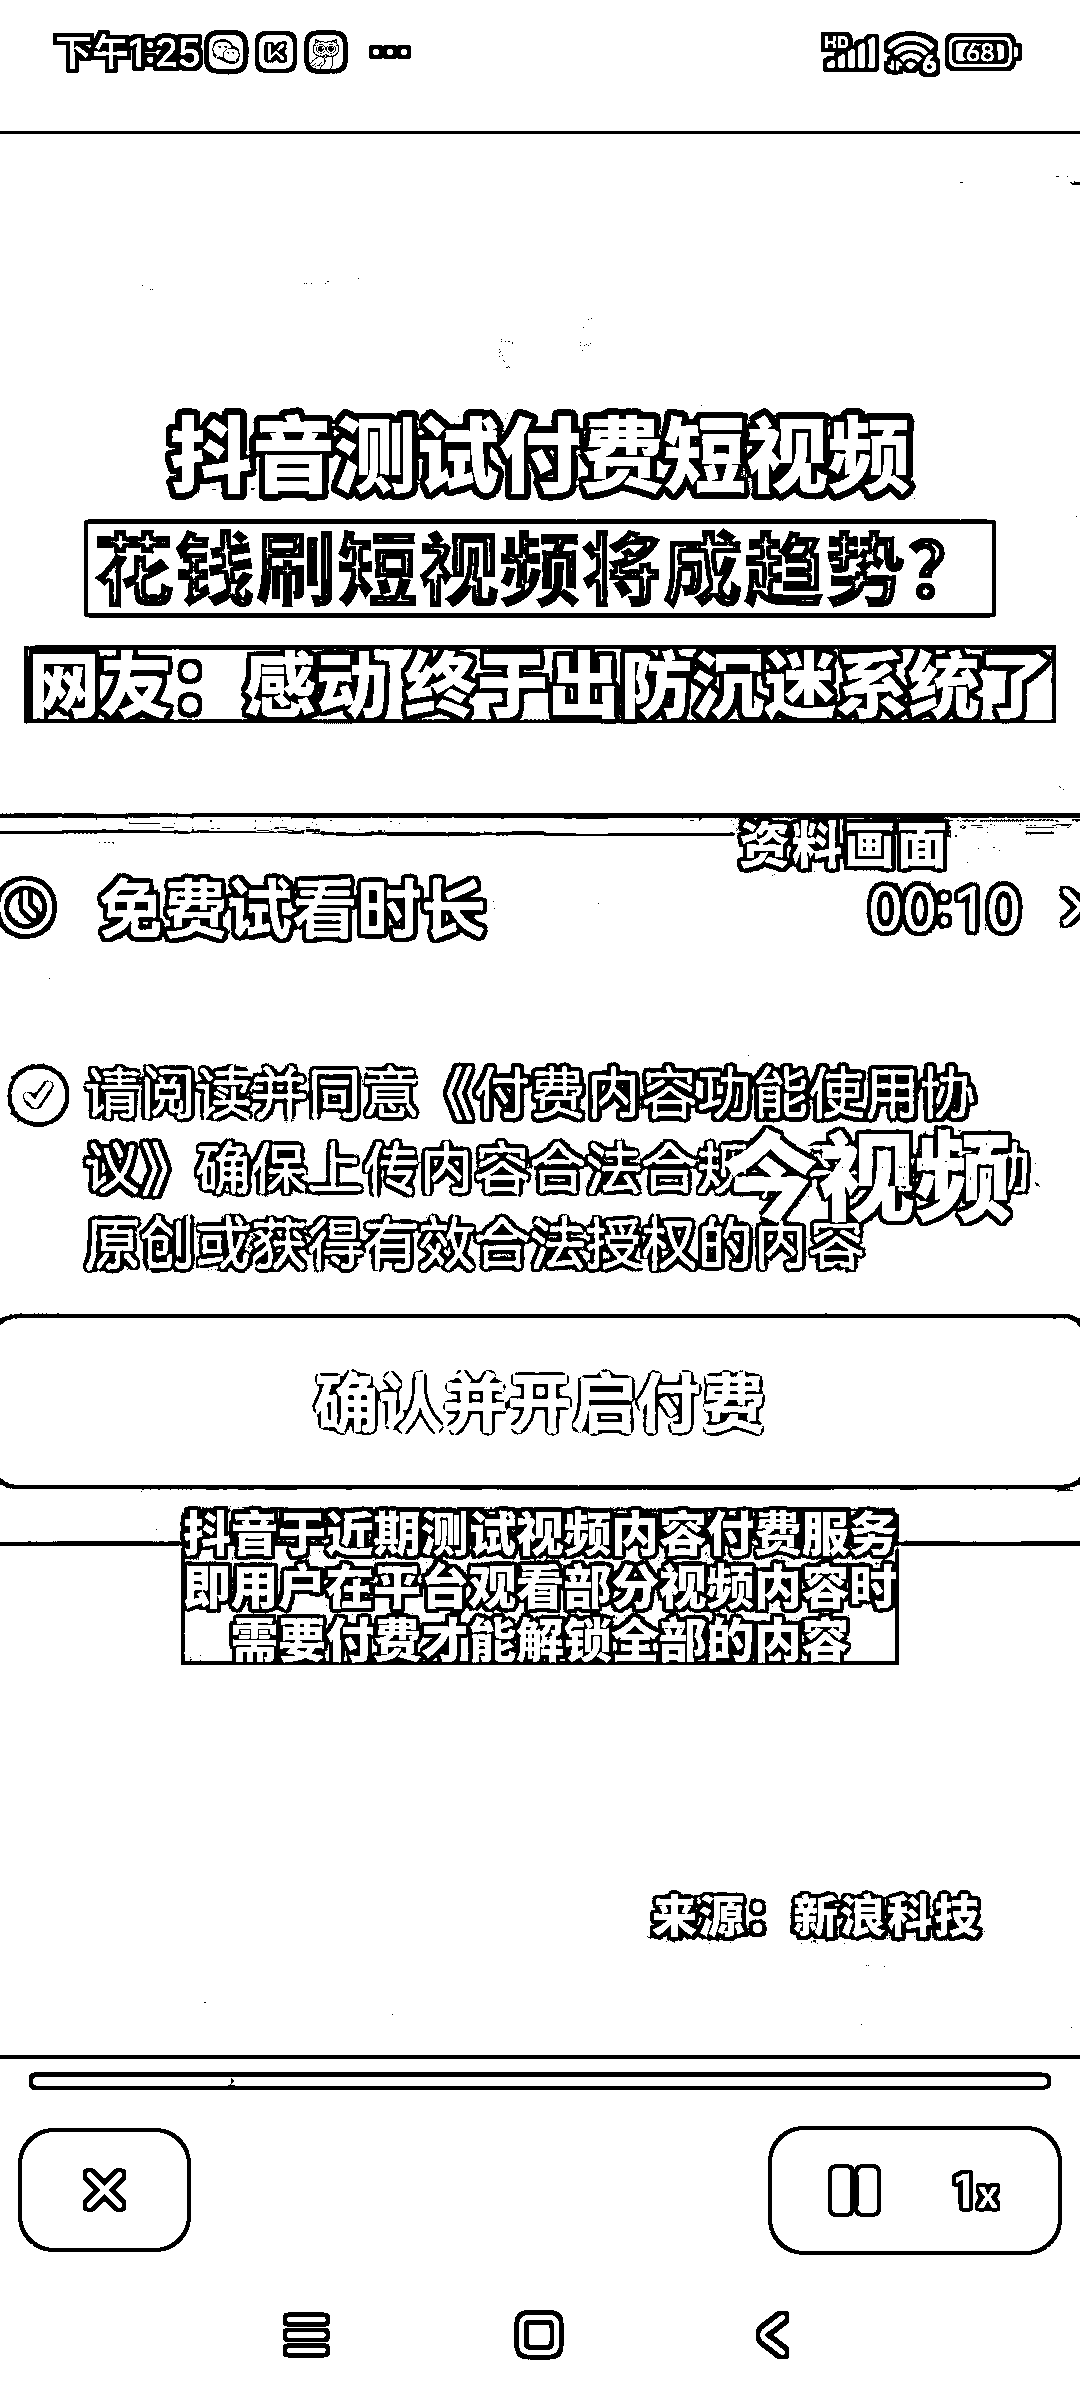 下午1:25
HD 6 68
抖音测试付费短视频
花钱刷短视频将成趋势？
网友：感动 终于出防沉迷系统了
资料画面
免费试看时长 00:10
请阅读并同意《付费内容功能使用协
议》确保上传内容合法合规
今视频
原创或获得有效合法授权的内容
确认并开启付费
抖音于近期测试视频内容付费服务
即用户在平台观看部分视频内容时
需要付费才能解锁全部的内容
来源：新浪科技
1x